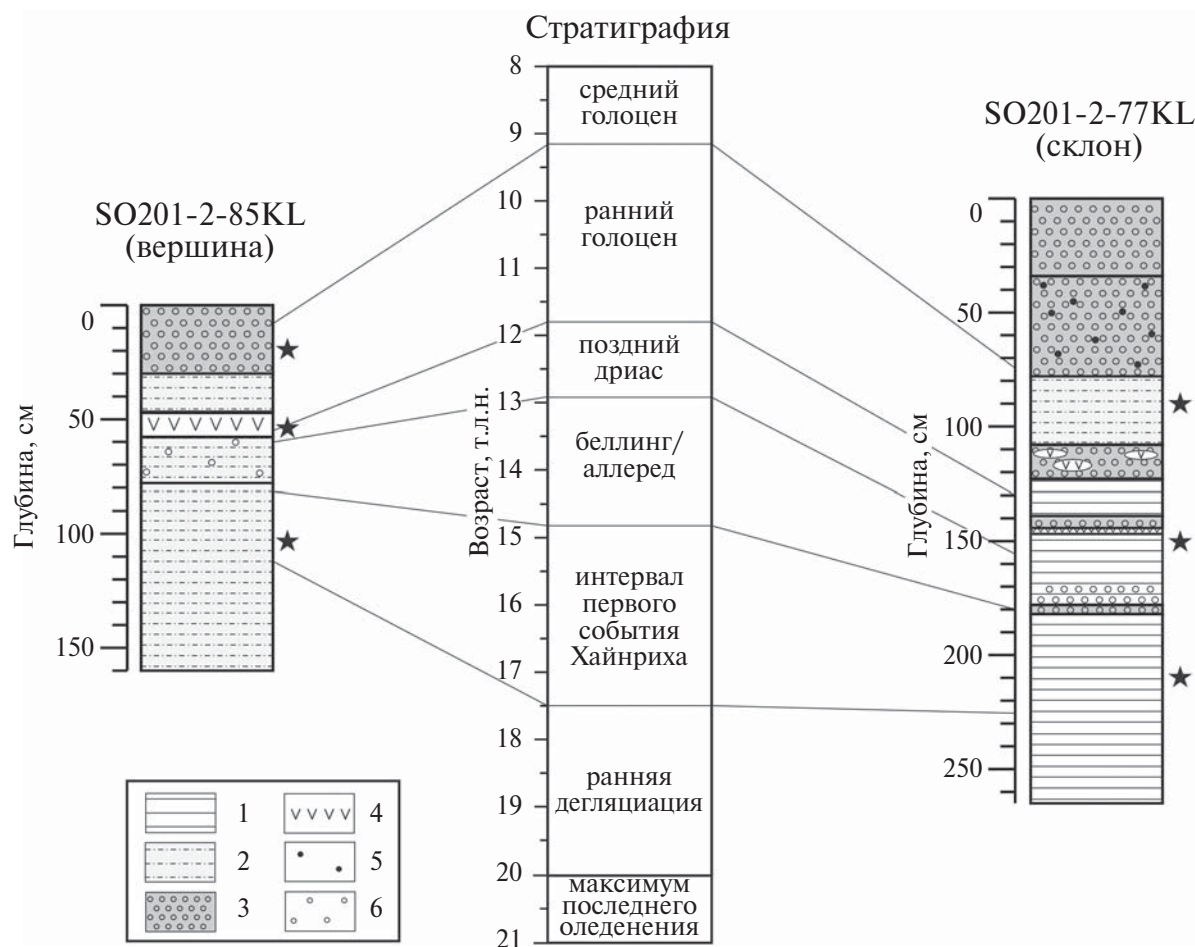 Стратиграфия
SO201-2-85KL
(вершина)
Глубина, см
0
50
100
150
Возраст, т.л.н.
8
9
10
11
12
13
14
15
16
17
18
19
20
21
средний
голоцен
ранний
голоцен
поздний
дриас
беллинг/
аллеред
интервал
первого
события
Хайнриха
ранняя
дегляциация
максимум
последнего
оледенения
SO201-2-77KL
(склон)
Глубина, см
0
50
100
150
200
250
1
2
3
4
5
6